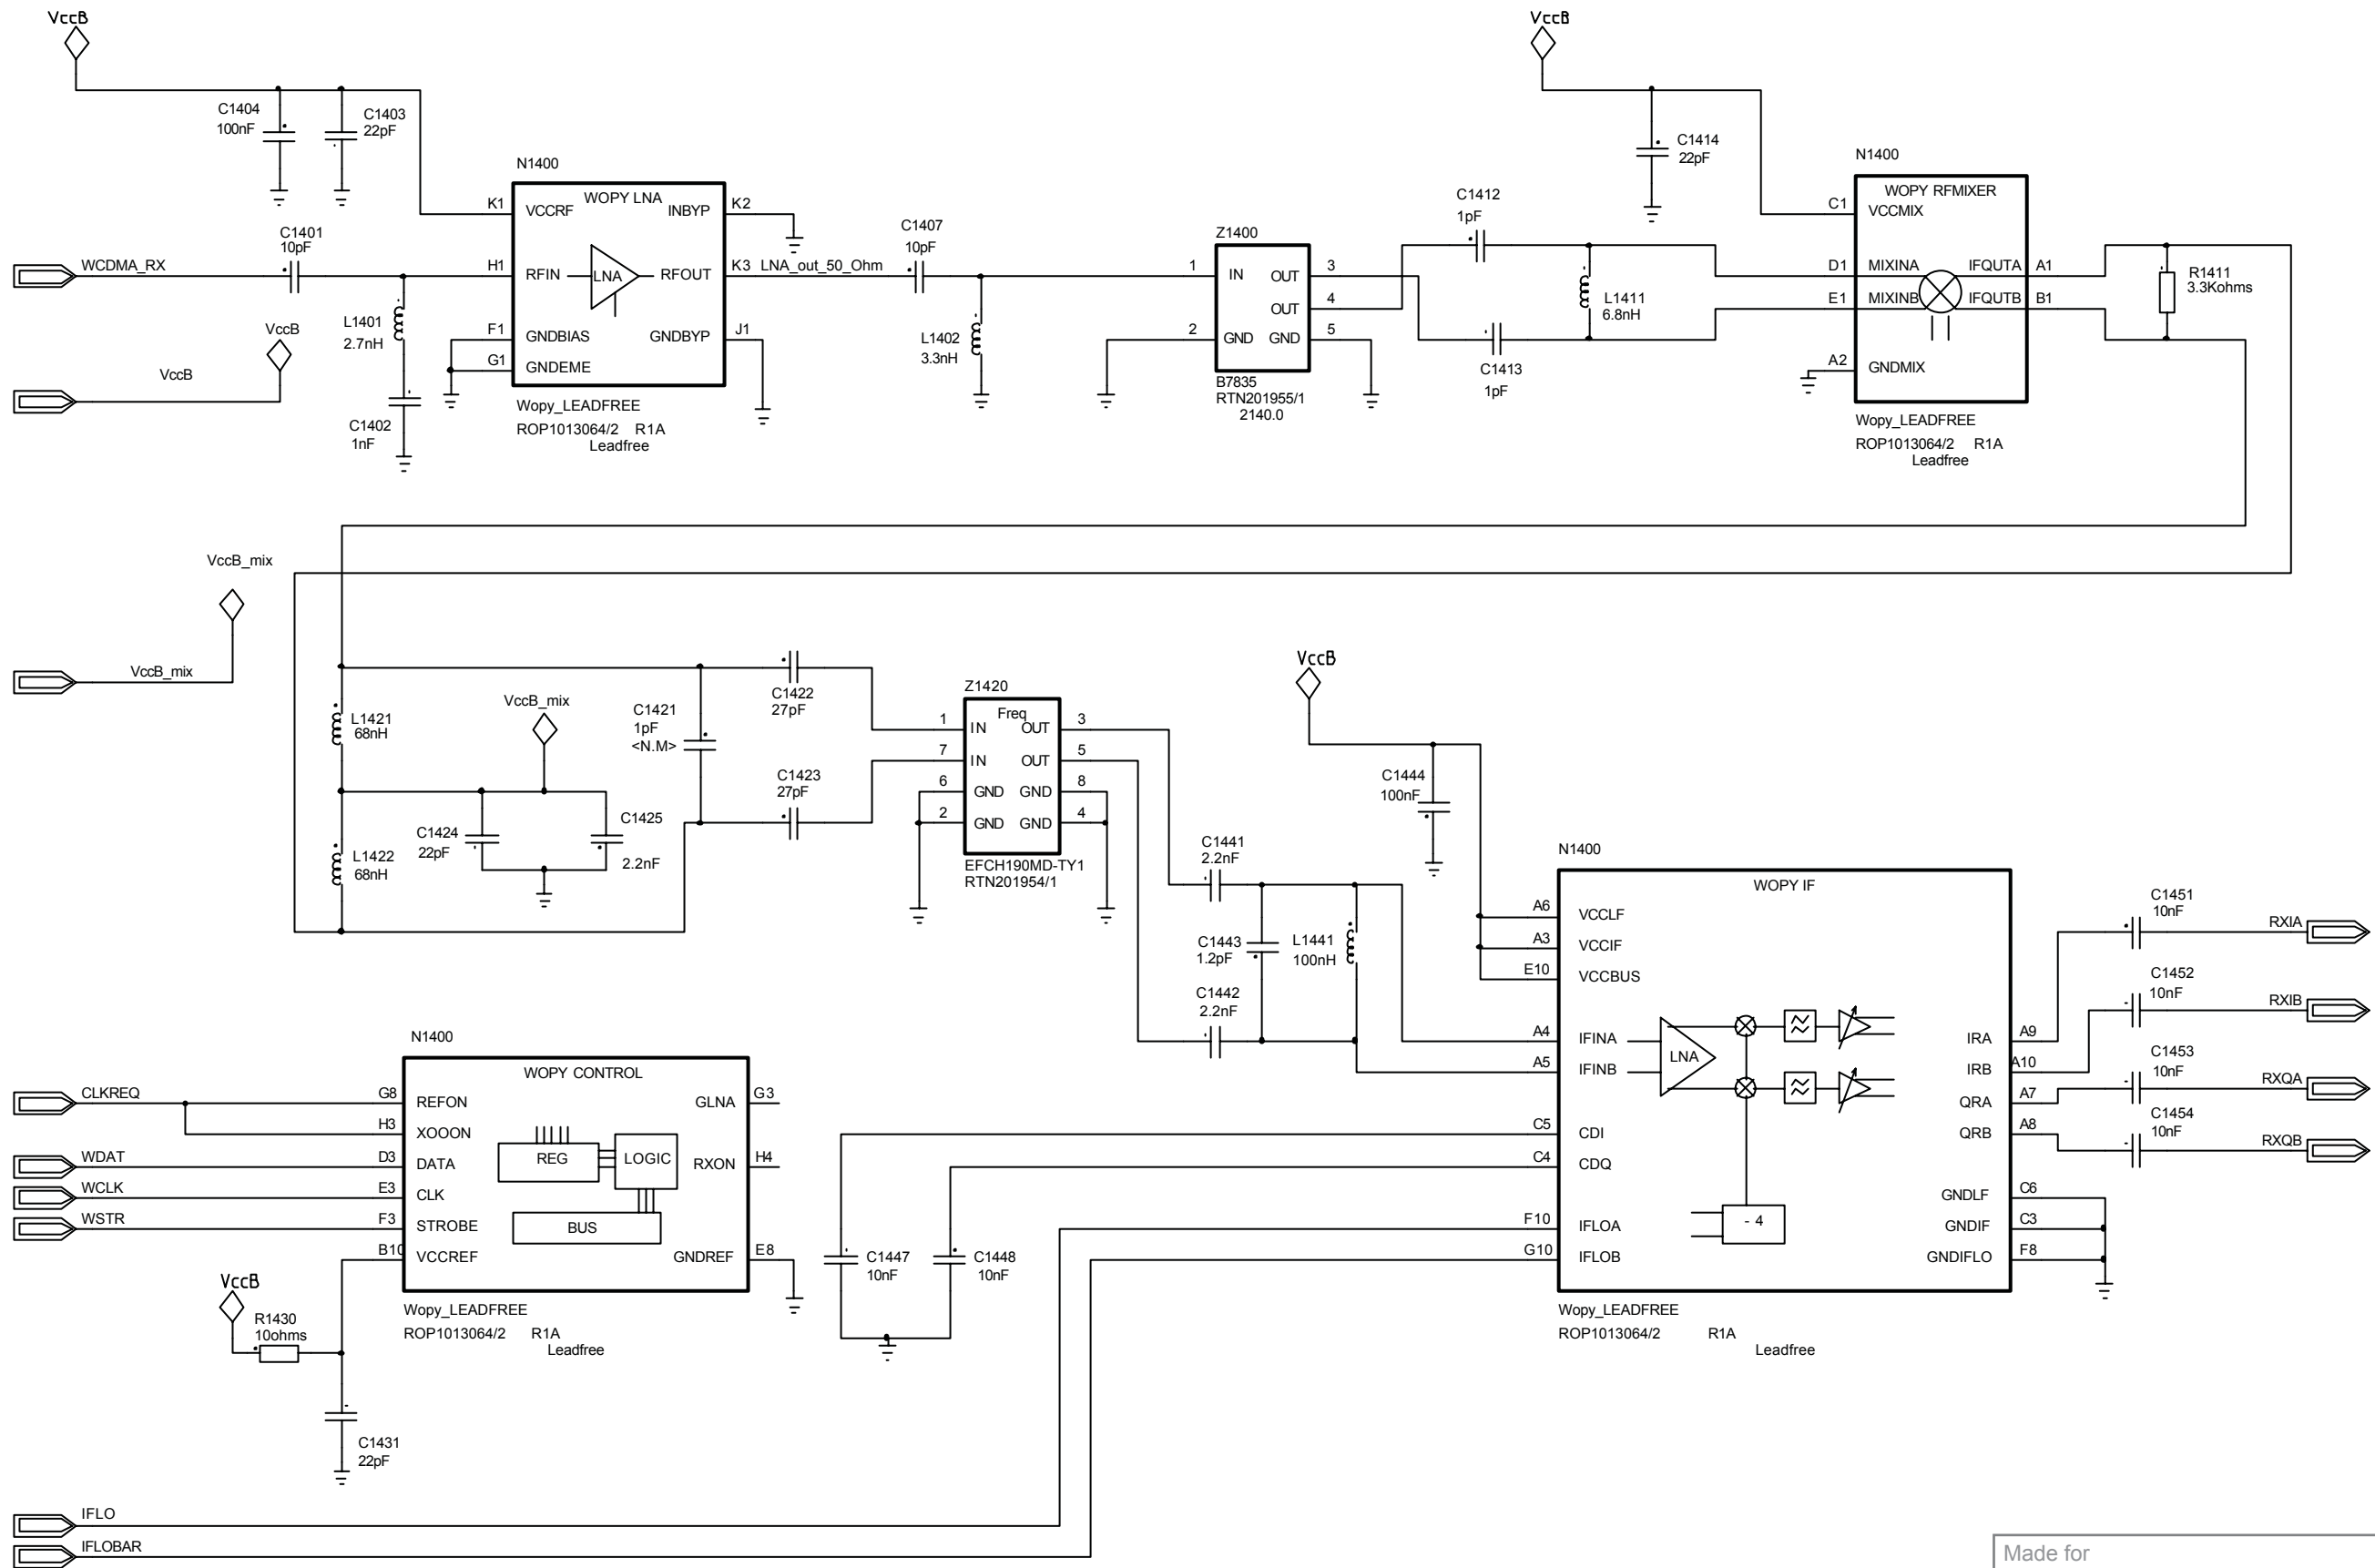 VccB
VccB
C1404
100nF
C1403
22pF
C1414
22pF
N1400
WOPY LNA
K1
VCCRF
INBYP
K2
C1401
10pF
WCDMA_RX
H1
RFIN
LNA
RFOUT
K3
LNA_out_50_Ohm
C1407
10pF
F1
GNDBIAS
GNDBYP
J1
G1
GNDEME
L1401
2.7nH
VccB
VccB
C1402
1nF
Wopy_LEADFREE
ROP1013064/2 R1A
Leadfree
L1402
3.3nH
Z1400
1
IN
OUT
3
OUT
4
2
GND
GND
5
B7835
RTN201955/1
2140.0
C1412
1pF
L1411
6.8nH
C1413
1pF
N1400
WOPY RFMIXER
C1
VCCMIX
D1
MIXINA
IFQUTA
A1
E1
MIXINB
IFQUTB
B1
A2
GNDMIX
R1411
3.3Kohms
Wopy_LEADFREE
ROP1013064/2 R1A
Leadfree
VccB_mix
VccB_mix
L1421
68nH
VccB_mix
C1421
1pF
<N.M>
C1422
27pF
C1423
27pF
C1424
22pF
C1425
2.2nF
L1422
68nH
Z1420
Freq
1
IN
OUT
3
7
IN
OUT
5
6
GND
GND
8
2
GND
GND
4
EFCH190MD-TY1
RTN201954/1
VccB
C1444
100nF
C1441
2.2nF
C1443
1.2pF
L1441
100nH
C1442
2.2nF
N1400
WOPY IF
A6
VCCLF
A3
VCCIF
E10
VCCBUS
A4
IFINA
A5
IFINB
LNA
C5
CDI
C4
CDQ
F10
IFLOA
G10
IFLOB
- 4
IRA
A9
IRB
A10
QRA
A7
QRB
A8
GNDLF
C6
GNDIF
C3
GNDIFLO
F8
C1451
10nF
RXIA
C1452
10nF
RXIB
C1453
10nF
RXQA
C1454
10nF
RXQB
Wopy_LEADFREE
ROP1013064/2 R1A
Leadfree
N1400
WOPY CONTROL
CLKREQ
G8
REFON
GLNA
G3
H3
XOOON
WDAT
D3
DATA
REG
LOGIC
RXON
H4
WCLK
E3
CLK
WSTR
F3
STROBE
BUS
B10
VCCREF
GNDREF
E8
Wopy_LEADFREE
ROP1013064/2 R1A
Leadfree
VccB
R1430
10ohms
C1431
22pF
C1447
10nF
C1448
10nF
IFLO
IFLOBAR
Made for